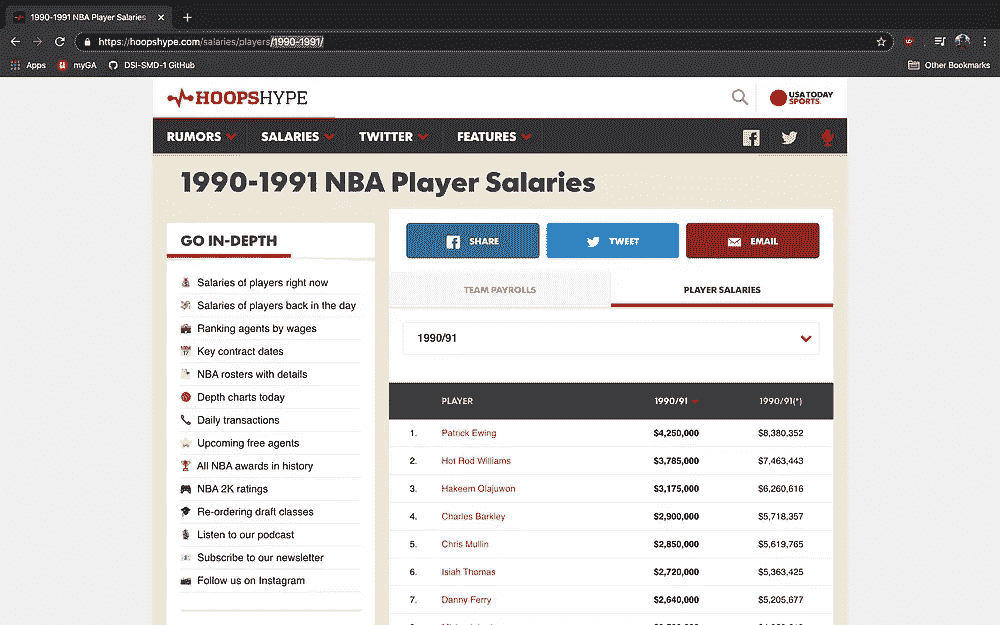 1990-1991 NBA Player Salaries
https://hoopshype.com/salaries/players/1990-1991/
Apps
myGA
DSI-SMD-1 GitHub
Other Bookmarks
HOOPSHYPE
USA TODAY
SPORTS
RUMORS
SALARIES
TWITTER
FEATURES
1990-1991 NBA Player Salaries
GO IN-DEPTH
Salaries of players right now
Salaries of players back in the day
Ranking agents by wages
Key contract dates
NBA rosters with details
Depth charts today
Daily transactions
Upcoming free agents
All NBA awards in history
NBA 2K ratings
Re-ordering draft classes
Listen to our podcast
Subscribe to our newsletter
Follow us on Instagram
SHARE
TWEET
EMAIL
TEAM PAYROLLS
PLAYER SALARIES
1990/91
PLAYER 1990/91 1990/91(*)
1. Patrick Ewing $4,250,000 $8,380,352
2. Hot Rod Williams $3,785,000 $7,463,443
3. Hakeem Olajuwon $3,175,000 $6,260,616
4. Charles Barkley $2,900,000 $5,718,357
5. Chris Mullin $2,850,000 $5,619,765
6. Isiah Thomas $2,720,000 $5,363,425
7. Danny Ferry $2,640,000 $5,205,677